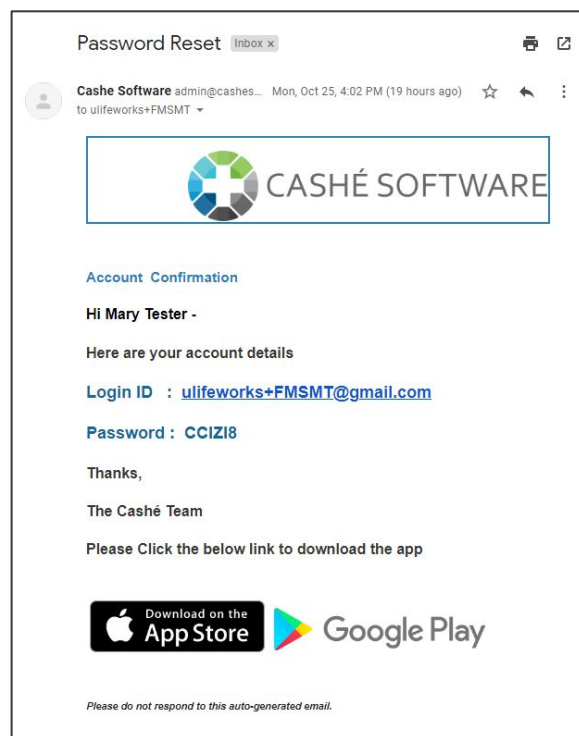 Password Reset Inbox x
Cashe Software admin@cashes... Mon, Oct 25, 4:02 PM (19 hours ago)
to ulifeworks+FMSMT
CASHÉ SOFTWARE
Account Confirmation
Hi Mary Tester -
Here are your account details
Login ID : ulifeworks+FMSMT@gmail.com
Password : CCIZI8
Thanks,
The Cashé Team
Please Click the below link to download the app
Download on the
App Store
Google Play
Please do not respond to this auto-generated email.